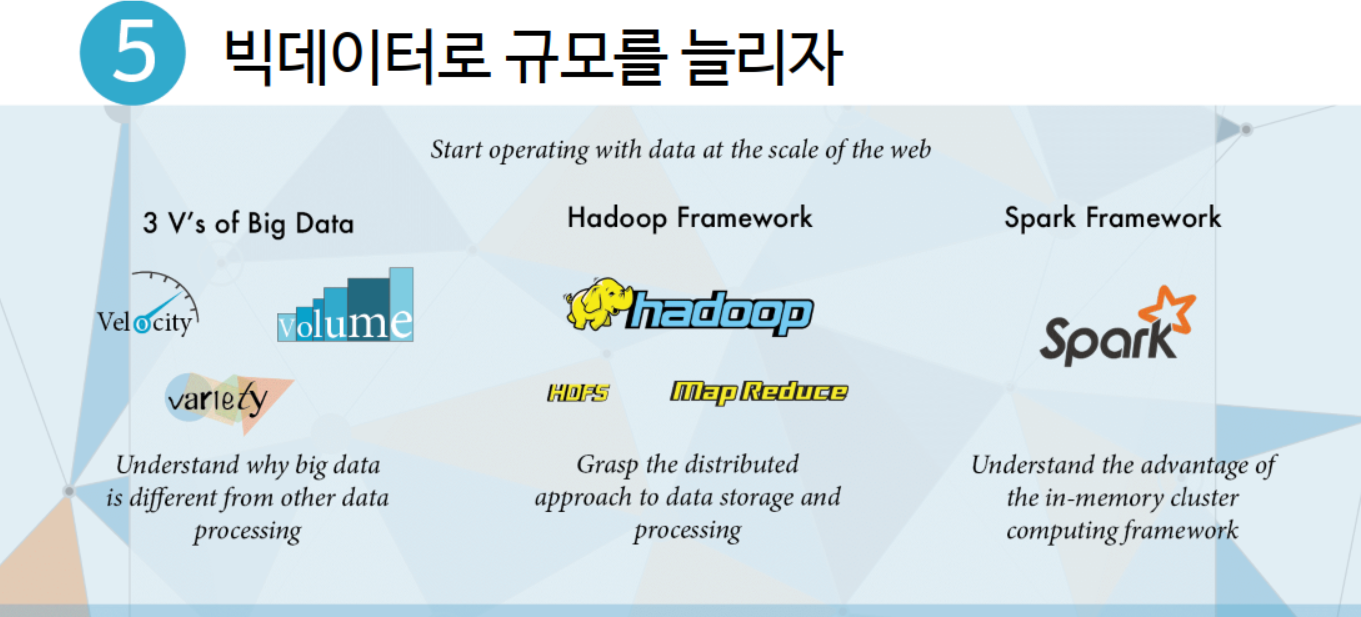 5 빅데이터로 규모를 늘리자
Start operating with data at the scale of the web
3 V's of Big Data
Velocity
volume
variety
Understand why big data
is different from other data
processing
Hadoop Framework
hadoop
HDFS
Map Reduce
Grasp the distributed
approach to data storage and
processing
Spark Framework
Spark
Understand the advantage of
the in-memory cluster
computing framework